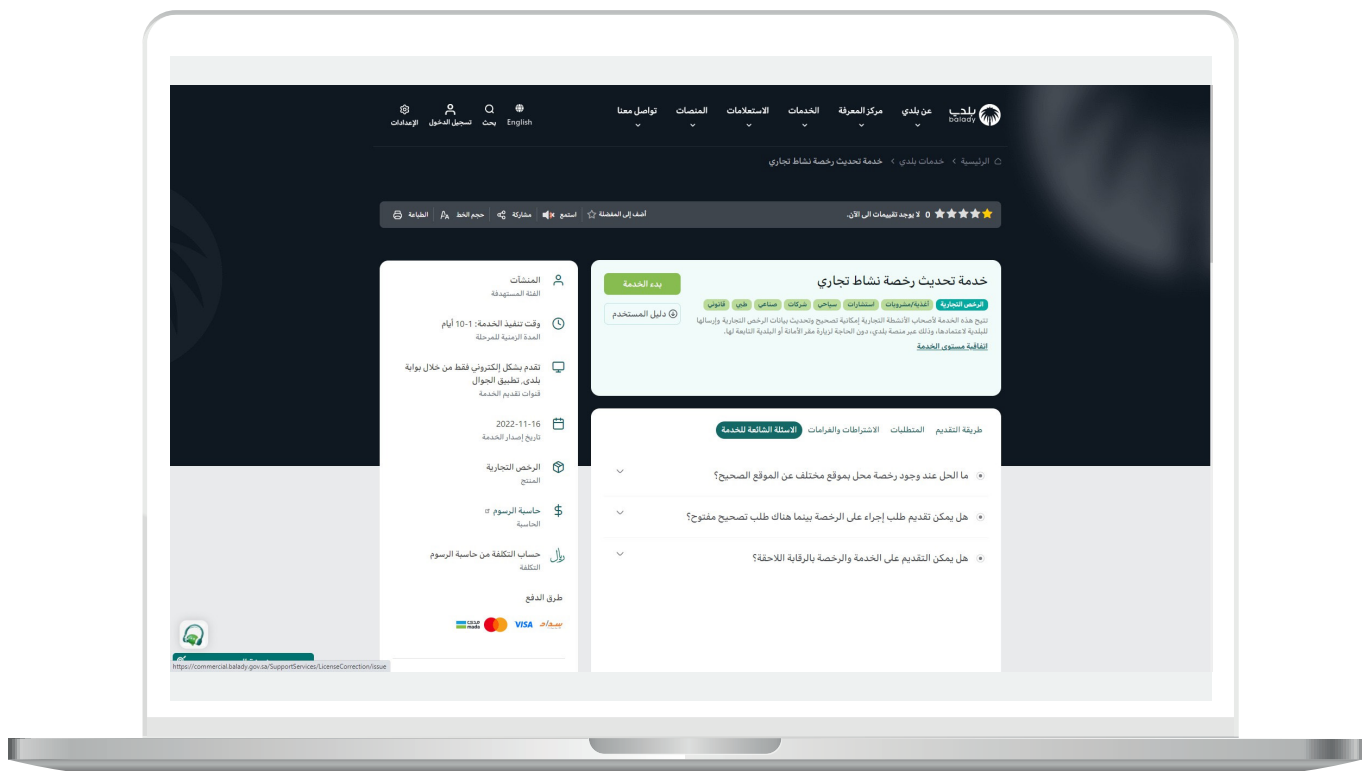 بلدي
balady
عن بلدي
مركز المعرفة
الخدمات
الاستعلامات
المنصات
تواصل معنا
English
بحث
تسجيل الدخول
الإعدادات
الرئيسية › خدمات بلدي › خدمة تحديث رخصة نشاط تجاري
0 لا يوجد تقييمات الى الآن.
أضف إلى المفضلة
استمع
مشاركة
حجم الخط
الطباعة
خدمة تحديث رخصة نشاط تجاري
بدء الخدمة
الرخص التجارية أغذية/مشروبات استشارات سياحي شركات صناعي طبي قانوني
دليل المستخدم
تتيح هذه الخدمة لأصحاب الأنشطة التجارية إمكانية تصحيح وتحديث بيانات الرخص التجارية وإرسالها
للبلدية لاعتمادها، وذلك عبر منصة بلدي، دون الحاجة لزيارة مقر الأمانة أو البلدية التابعة لها.
اتفاقية مستوى الخدمة
طريقة التقديم
المتطلبات
الاشتراطات والغرامات
الاسئلة الشائعة للخدمة
ما الحل عند وجود رخصة محل بموقع مختلف عن الموقع الصحيح؟
هل يمكن تقديم طلب إجراء على الرخصة بينما هناك طلب تصحيح مفتوح؟
هل يمكن التقديم على الخدمة والرخصة بالرقابة اللاحقة؟
المنشآت
الفئة المستهدفة
وقت تنفيذ الخدمة: 1-10 أيام
المدة الزمنية للمرحلة
تقدم بشكل إلكتروني فقط من خلال بوابة
بلدي, تطبيق الجوال
قنوات تقديم الخدمة
2022-11-16
تاريخ إصدار الخدمة
الرخص التجارية
المنتج
حاسبة الرسوم
الحاسبة
حساب التكلفة من حاسبة الرسوم
التكلفة
طرق الدفع
سداد
VISA
مدى
mada
https://commercial.balady.gov.sa/SupportServices/LicenseCorrection/issue